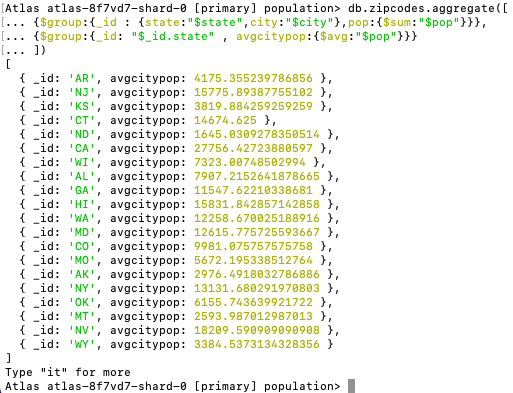 [Atlas atlas-8f7vd7-shard-0 [primary] population> db.zipcodes.aggregate([
[... {$group:{_id : {state:"$state",city:"$city"},pop:{$sum:"$pop"}}},
[... {$group:{_id: "$_id.state" , avgcitypop:{$avg:"$pop"}}}
[... ])
[
  { _id: 'AR', avgcitypop: 4175.355239786856 },
  { _id: 'NJ', avgcitypop: 15775.89387755102 },
  { _id: 'KS', avgcitypop: 3819.884259259259 },
  { _id: 'CT', avgcitypop: 14674.625 },
  { _id: 'ND', avgcitypop: 1645.0309278350514 },
  { _id: 'CA', avgcitypop: 27756.42723880597 },
  { _id: 'WI', avgcitypop: 7323.00748502994 },
  { _id: 'AL', avgcitypop: 7907.2152641878665 },
  { _id: 'GA', avgcitypop: 11547.62210338681 },
  { _id: 'HI', avgcitypop: 15831.842857142858 },
  { _id: 'WA', avgcitypop: 12258.670025188916 },
  { _id: 'MD', avgcitypop: 12615.775725593667 },
  { _id: 'CO', avgcitypop: 9981.075757575758 },
  { _id: 'MO', avgcitypop: 5672.195338512764 },
  { _id: 'AK', avgcitypop: 2976.4918032786886 },
  { _id: 'NY', avgcitypop: 13131.680291970803 },
  { _id: 'OK', avgcitypop: 6155.743639921722 },
  { _id: 'MT', avgcitypop: 2593.987012987013 },
  { _id: 'NV', avgcitypop: 18209.590909090908 },
  { _id: 'WY', avgcitypop: 3384.5373134328356 }
]
Type "it" for more
Atlas atlas-8f7vd7-shard-0 [primary] population>